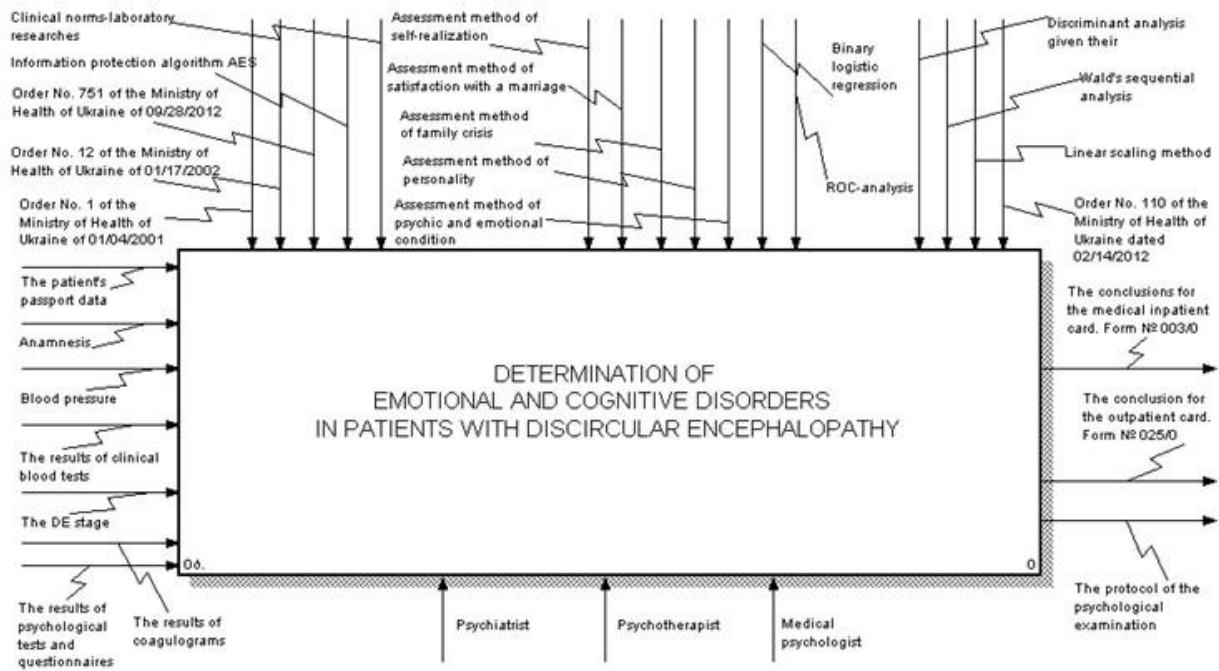 Clinical norms-laboratory
researches
Information protection algorithm AES
Order No. 751 of the Ministry of
Health of Ukraine of 09/28/2012
Order No. 12 of the Ministry of
Health of Ukraine of 01/17/2002
Order No. 1 of the
Ministry of Health of
Ukraine of 01/04/2001
Assessment method of
self-realization
Assessment method of
satisfaction with a marriage
Assessment method
of family crisis
Assessment method of
personality
Assessment method of
psychic and emotional
condition
Binary
logistic
regression
ROC-analysis
Discriminant analysis
given their
Wald's sequential
analysis
Linear scaling method
Order No. 110 of the
Ministry of Health of
Ukraine dated
02/14/2012
The patient's
passport data
Anamnesis
Blood pressure
The results of clinical
blood tests
The DE stage
The results of
psychological
tests and
questionnaires
The results of
coagulograms
DETERMINATION OF
EMOTIONAL AND COGNITIVE DISORDERS
IN PATIENTS WITH DISCIRCULAR ENCEPHALOPATHY
0б.
0
The conclusions for
the medical inpatient
card. Form № 003/0
The conclusion for
the outpatient card.
Form № 025/0
The protocol of the
psychological
examination
Psychiatrist
Psychotherapist
Medical
psychologist